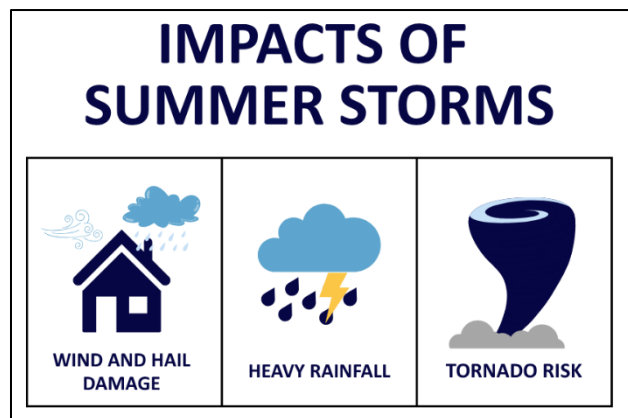 IMPACTS OF
SUMMER STORMS
WIND AND HAIL
DAMAGE
HEAVY RAINFALL
TORNADO RISK